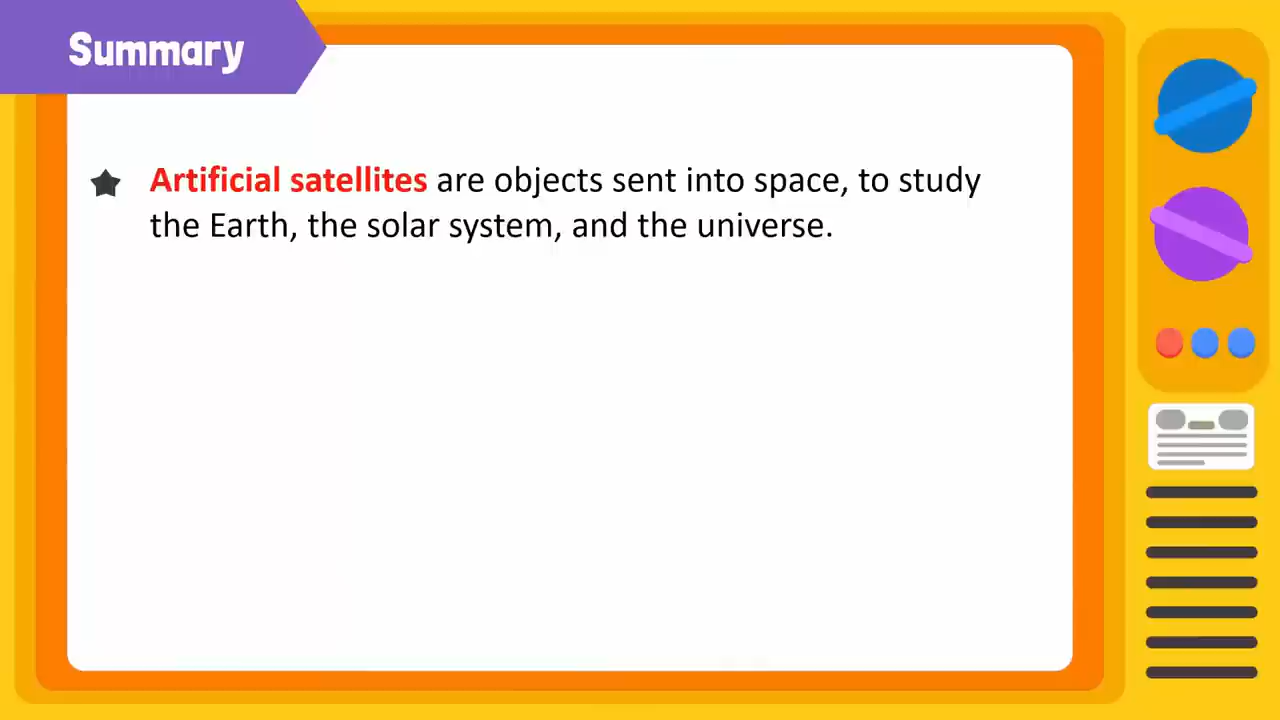 Summary
Artificial satellites are objects sent into space, to study
the Earth, the solar system, and the universe.